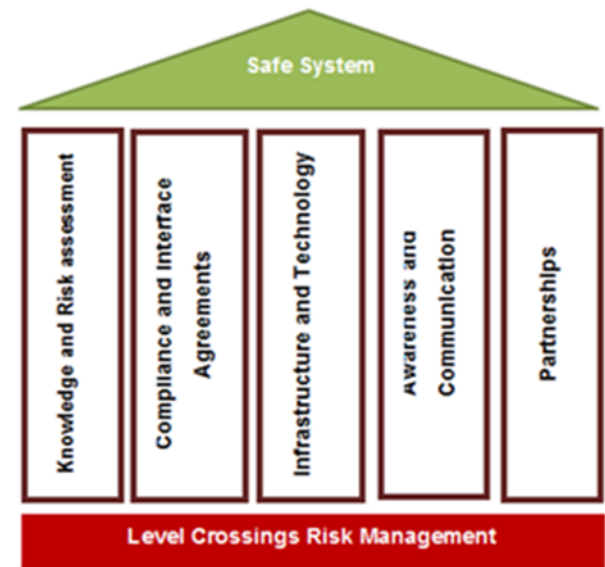 Safe System
Knowledge and Risk assessment
Compliance and Interface
Agreements
Infrastructure and Technology
Awareness and
Communication
Partnerships
Level Crossings Risk Management